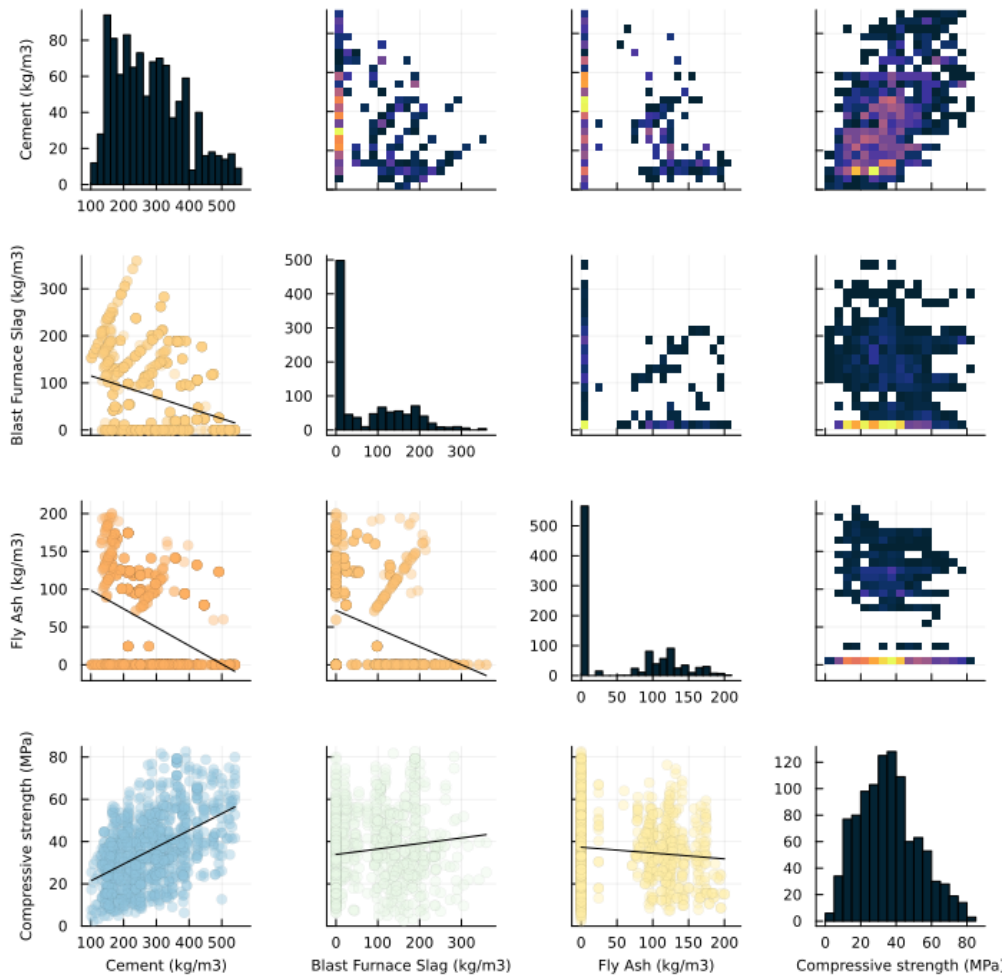 Cement (kg/m3)
80
60
40
20
0
100 200 300 400 500
Blast Furnace Slag (kg/m3)
300
200
100
0
500
400
300
200
100
0
0 100 200 300
Fly Ash (kg/m3)
200
150
100
50
0
500
400
300
200
100
0
0 50 100 150 200
Compressive strength (MPa)
80
60
40
20
0
100 200 300 400 500
Cement (kg/m3)
0 100 200 300
Blast Furnace Slag (kg/m3)
0 50 100 150 200
Fly Ash (kg/m3)
120
100
80
60
40
20
0
0 20 40 60 80
Compressive strength (MPa)